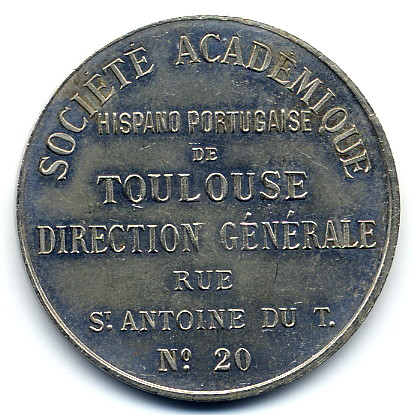 SOCIÉTÉ ACADÉMIQUE
HISPANO PORTUGAISE
DE
TOULOUSE
DIRECTION GÉNÉRALE
RUE
ST. ANTOINE DU T.
No. 20